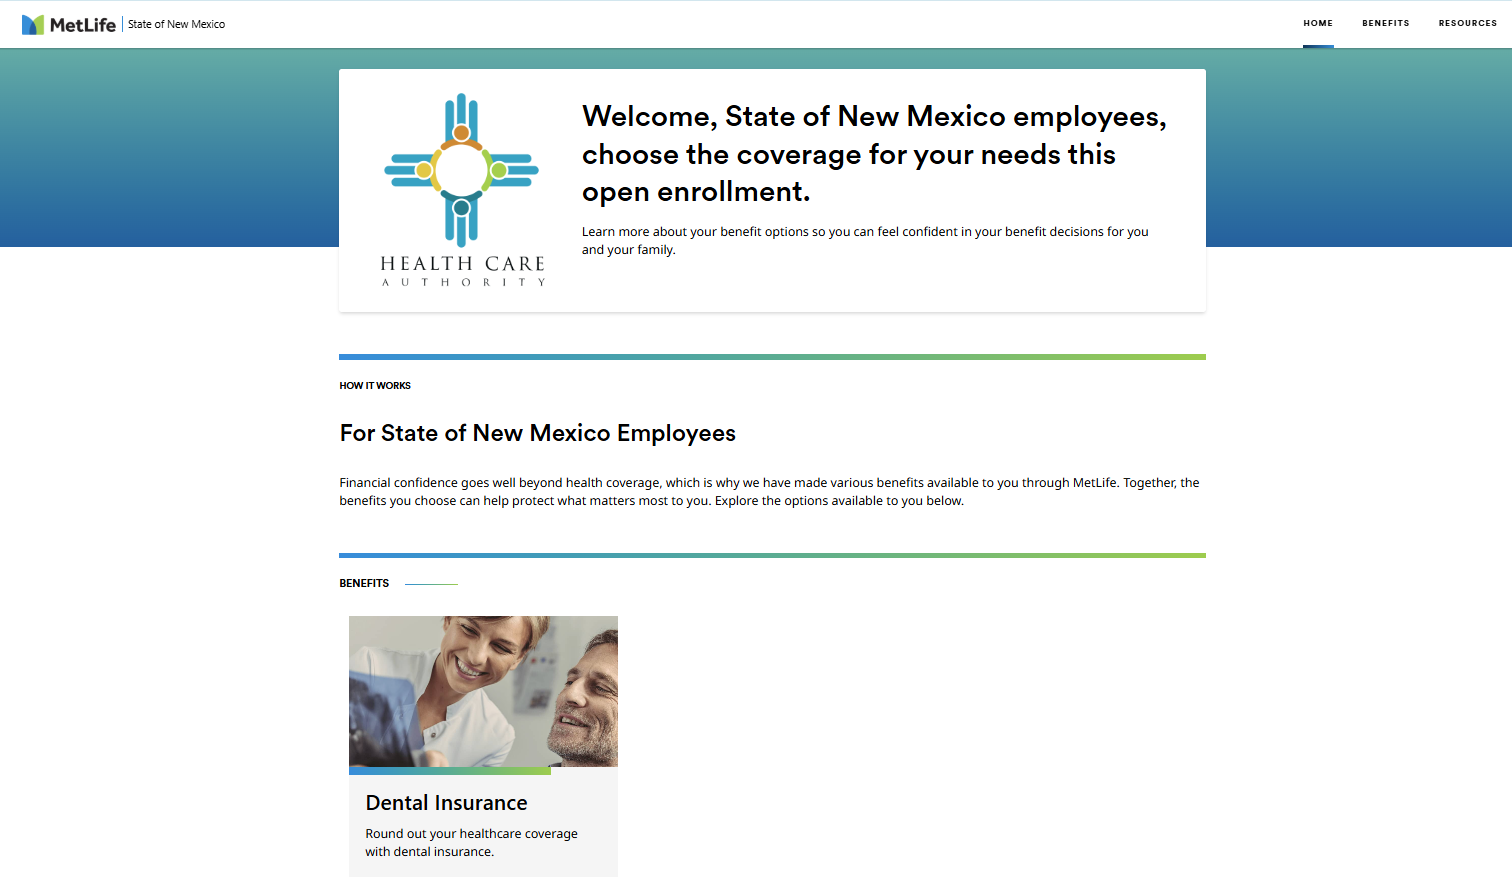 MetLife | State of New Mexico
HOME BENEFITS RESOURCES
Welcome, State of New Mexico employees,
choose the coverage for your needs this
open enrollment.
Learn more about your benefit options so you can feel confident in your benefit decisions for you
and your family.
HEALTH CARE
AUTHORITY
HOW IT WORKS
For State of New Mexico Employees
Financial confidence goes well beyond health coverage, which is why we have made various benefits available to you through MetLife. Together, the
benefits you choose can help protect what matters most to you. Explore the options available to you below.
BENEFITS
Dental Insurance
Round out your healthcare coverage
with dental insurance.